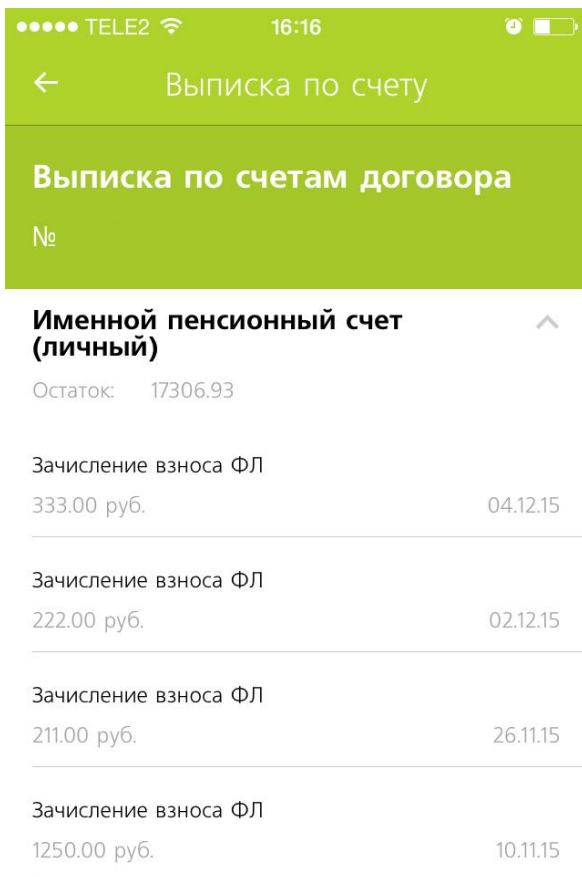 TELE2 16:16
Выписка по счету
Выписка по счетам договора
№
Именной пенсионный счет
(личный)
Остаток: 17306.93
Зачисление взноса ФЛ
333.00 руб. 04.12.15
Зачисление взноса ФЛ
222.00 руб. 02.12.15
Зачисление взноса ФЛ
211.00 руб. 26.11.15
Зачисление взноса ФЛ
1250.00 руб. 10.11.15